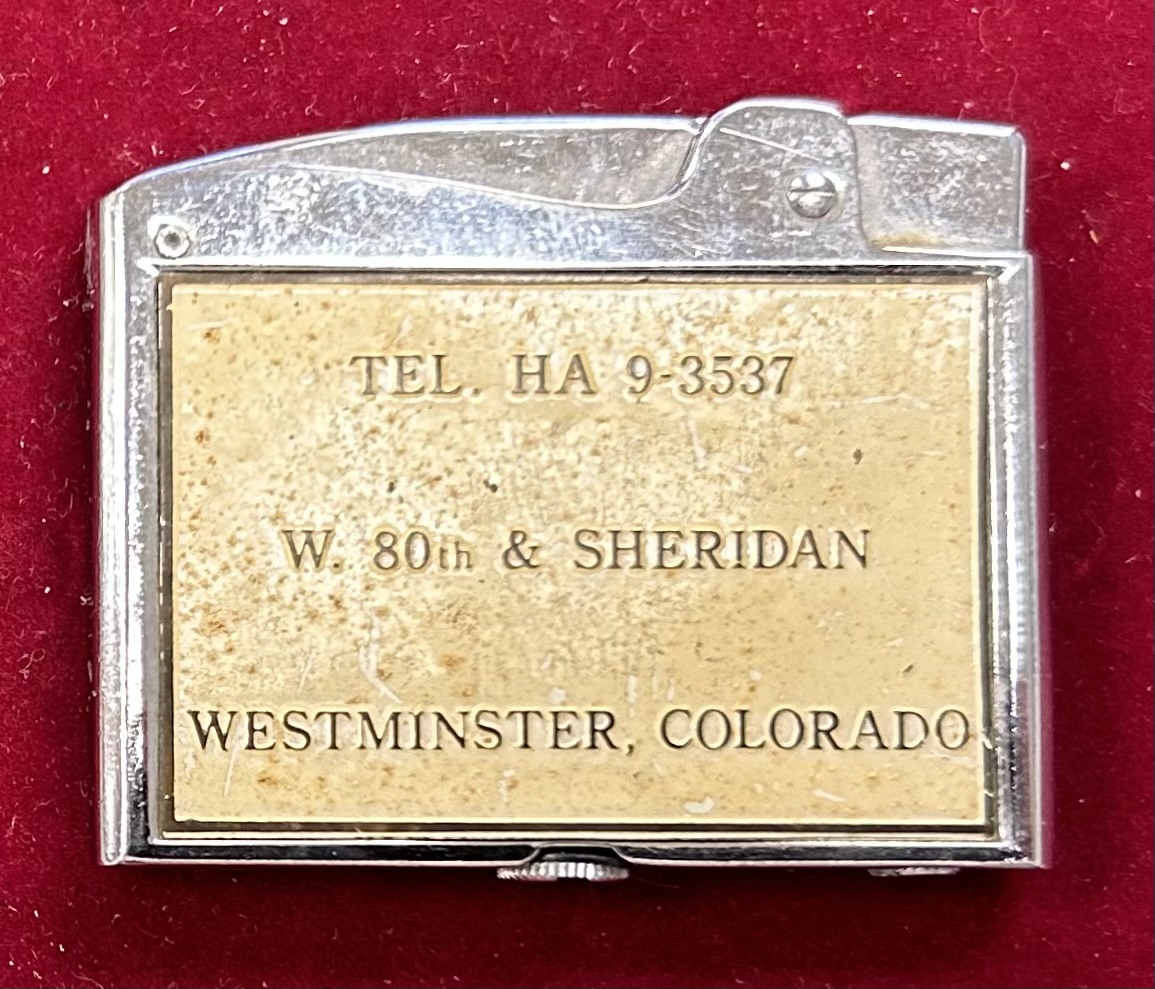 TEL. HA 9-3537
W. 80th & SHERIDAN
WESTMINSTER, COLORADO